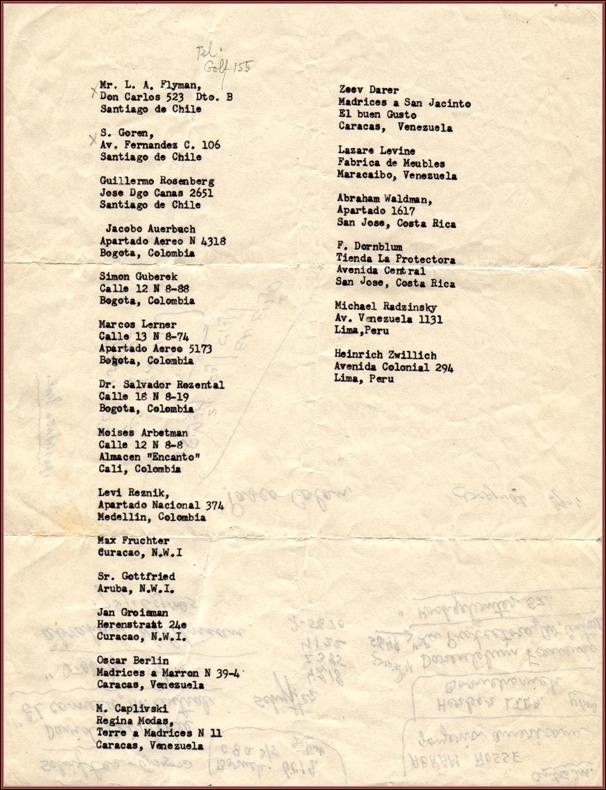 Tel.
Golf 155
Mr. L. A. Flyman,
Don Carlos 523 Dto. B
Santiago de Chile
S. Goren,
Av. Fernandez C. 106
Santiago de Chile
Guillermo Rosenberg
Jose Dgo Canas 2651
Santiago de Chile
Jacobo Auerbach
Apartado Aereo N 4318
Bogota, Colombia
Simon Guberek
Calle 12 N 8-88
Bogota, Colombia
Marcos Lerner
Calle 13 N 8-74
Apartado Aereo 5173
Bogota, Colombia
Dr. Salvador Rozental
Calle 18 N 8-19
Bogota, Colombia
Moises Arbetman
Calle 12 N 8-8
Almacen "Encanto"
Cali, Colombia
Levi Reznik,
Apartado Nacional 374
Medellin, Colombia
Max Fruchter
Curacao, N.W.I
Sr. Gottfried
Aruba, N.W.I.
Jan Groisman
Herenstraat 24e
Curacao, N.W.I.
Oscar Berlin
Madrices a Marron N 39-4
Caracas, Venezuela
M. Caplivski
Regina Modas,
Torre a Madrices N 11
Caracas, Venezuela
Zeev Darer
Madrices a San Jacinto
El buen Gusto
Caracas, Venezuela
Lazare Levine
Fabrica de Meubles
Maracaibo, Venezuela
Abraham Waldman,
Apartado 1617
San Jose, Costa Rica
F. Dornblum
Tienda La Protectora
Avenida Central
San Jose, Costa Rica
Michael Radzinsky
Av. Venezuela 1131
Lima,Peru
Heinrich Zwillich
Avenida Colonial 294
Lima, Peru